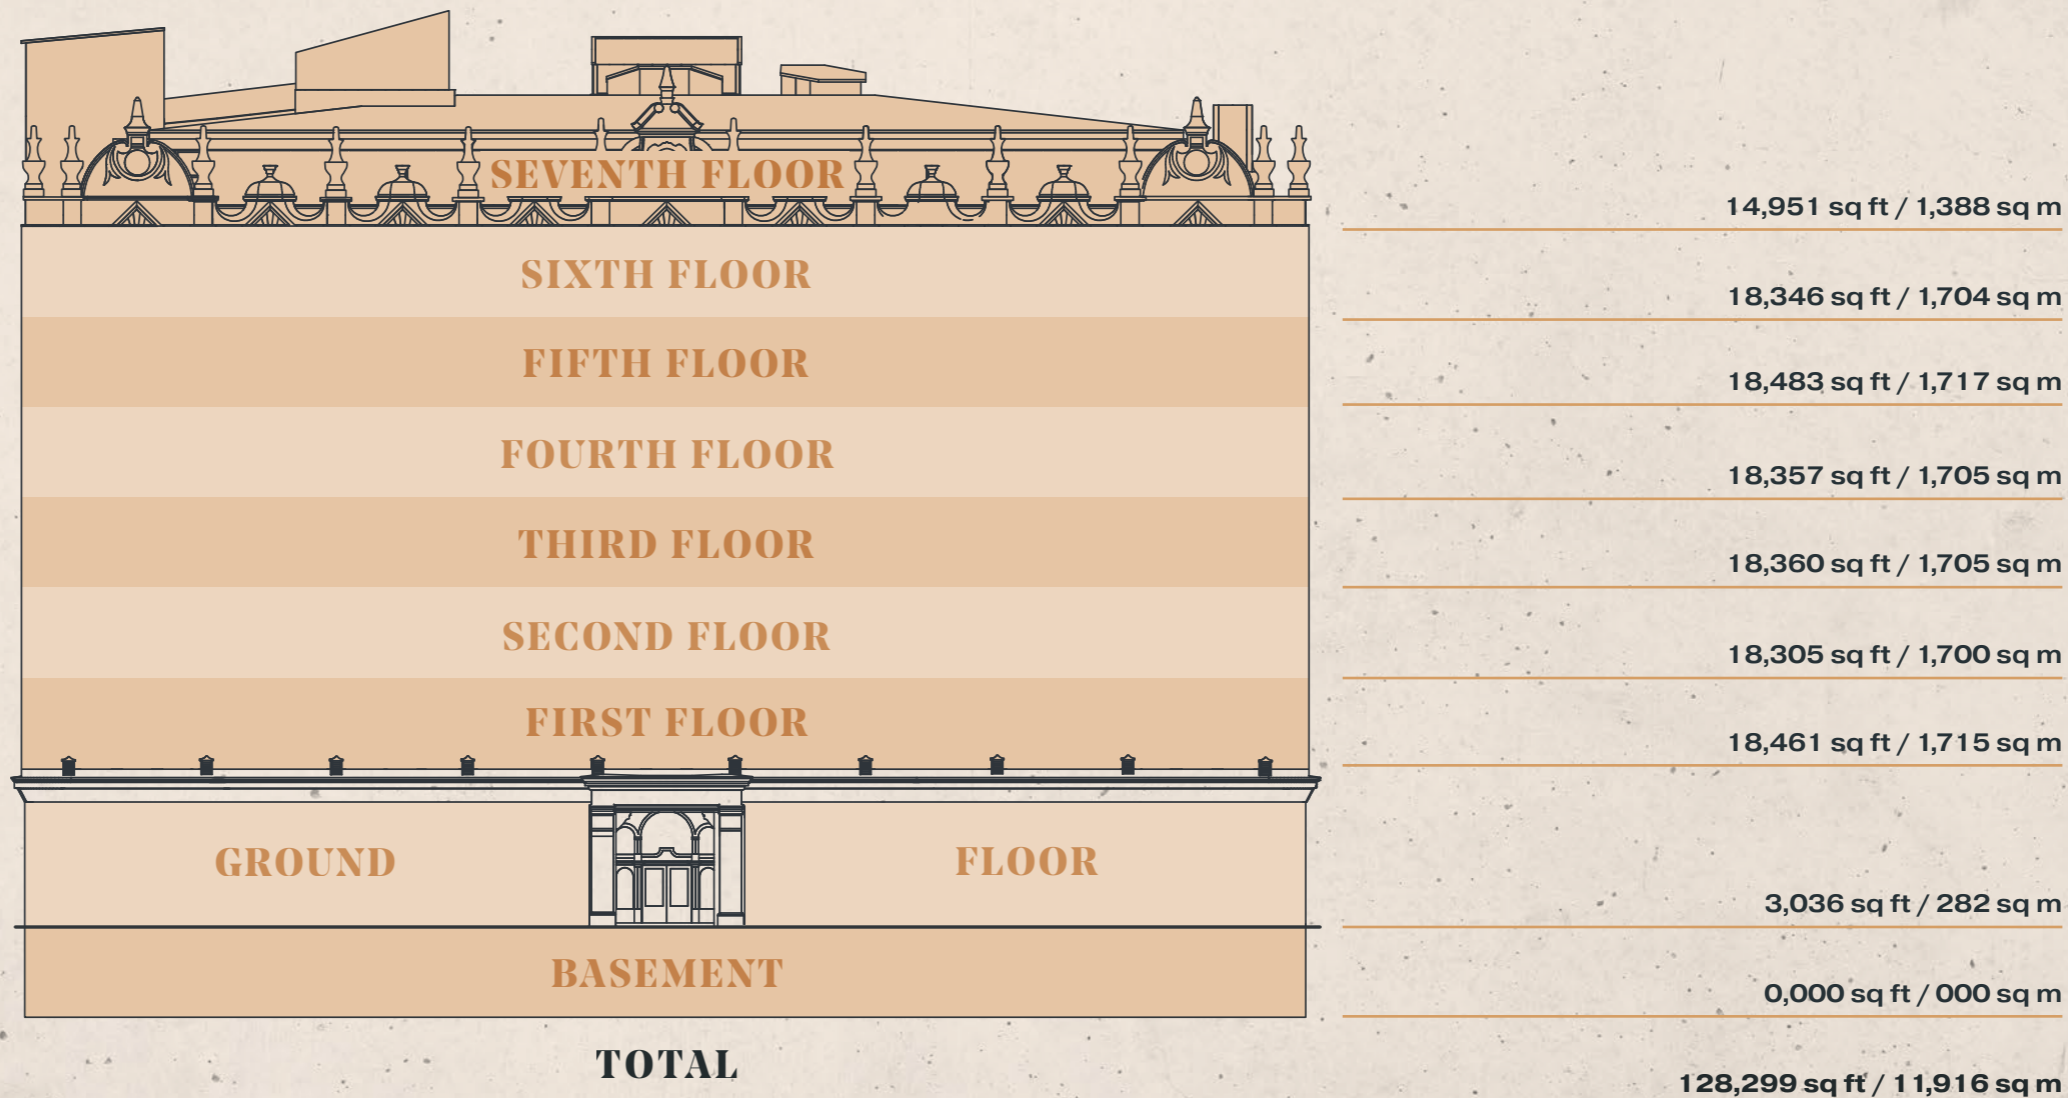 SEVENTH FLOOR
14,951 sq ft / 1,388 sq m
SIXTH FLOOR
18,346 sq ft / 1,704 sq m
FIFTH FLOOR
18,483 sq ft / 1,717 sq m
FOURTH FLOOR
18,357 sq ft / 1,705 sq m
THIRD FLOOR
18,360 sq ft / 1,705 sq m
SECOND FLOOR
18,305 sq ft / 1,700 sq m
FIRST FLOOR
18,461 sq ft / 1,715 sq m
GROUND FLOOR
3,036 sq ft / 282 sq m
BASEMENT
0,000 sq ft / 000 sq m
TOTAL
128,299 sq ft / 11,916 sq m